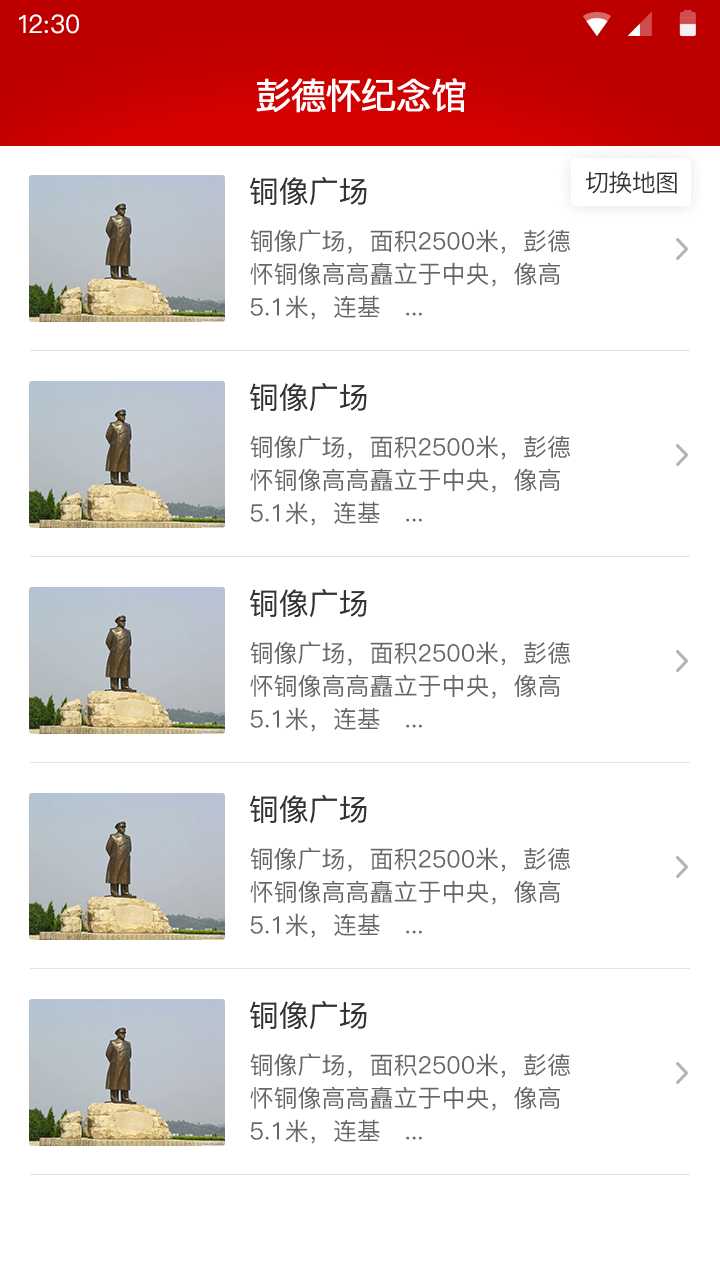 12:30
彭德怀纪念馆
切换地图
铜像广场
铜像广场，面积2500米，彭德
怀铜像高高矗立于中央，像高
5.1米，连基 ...
铜像广场
铜像广场，面积2500米，彭德
怀铜像高高矗立于中央，像高
5.1米，连基 ...
铜像广场
铜像广场，面积2500米，彭德
怀铜像高高矗立于中央，像高
5.1米，连基 ...
铜像广场
铜像广场，面积2500米，彭德
怀铜像高高矗立于中央，像高
5.1米，连基 ...
铜像广场
铜像广场，面积2500米，彭德
怀铜像高高矗立于中央，像高
5.1米，连基 ...